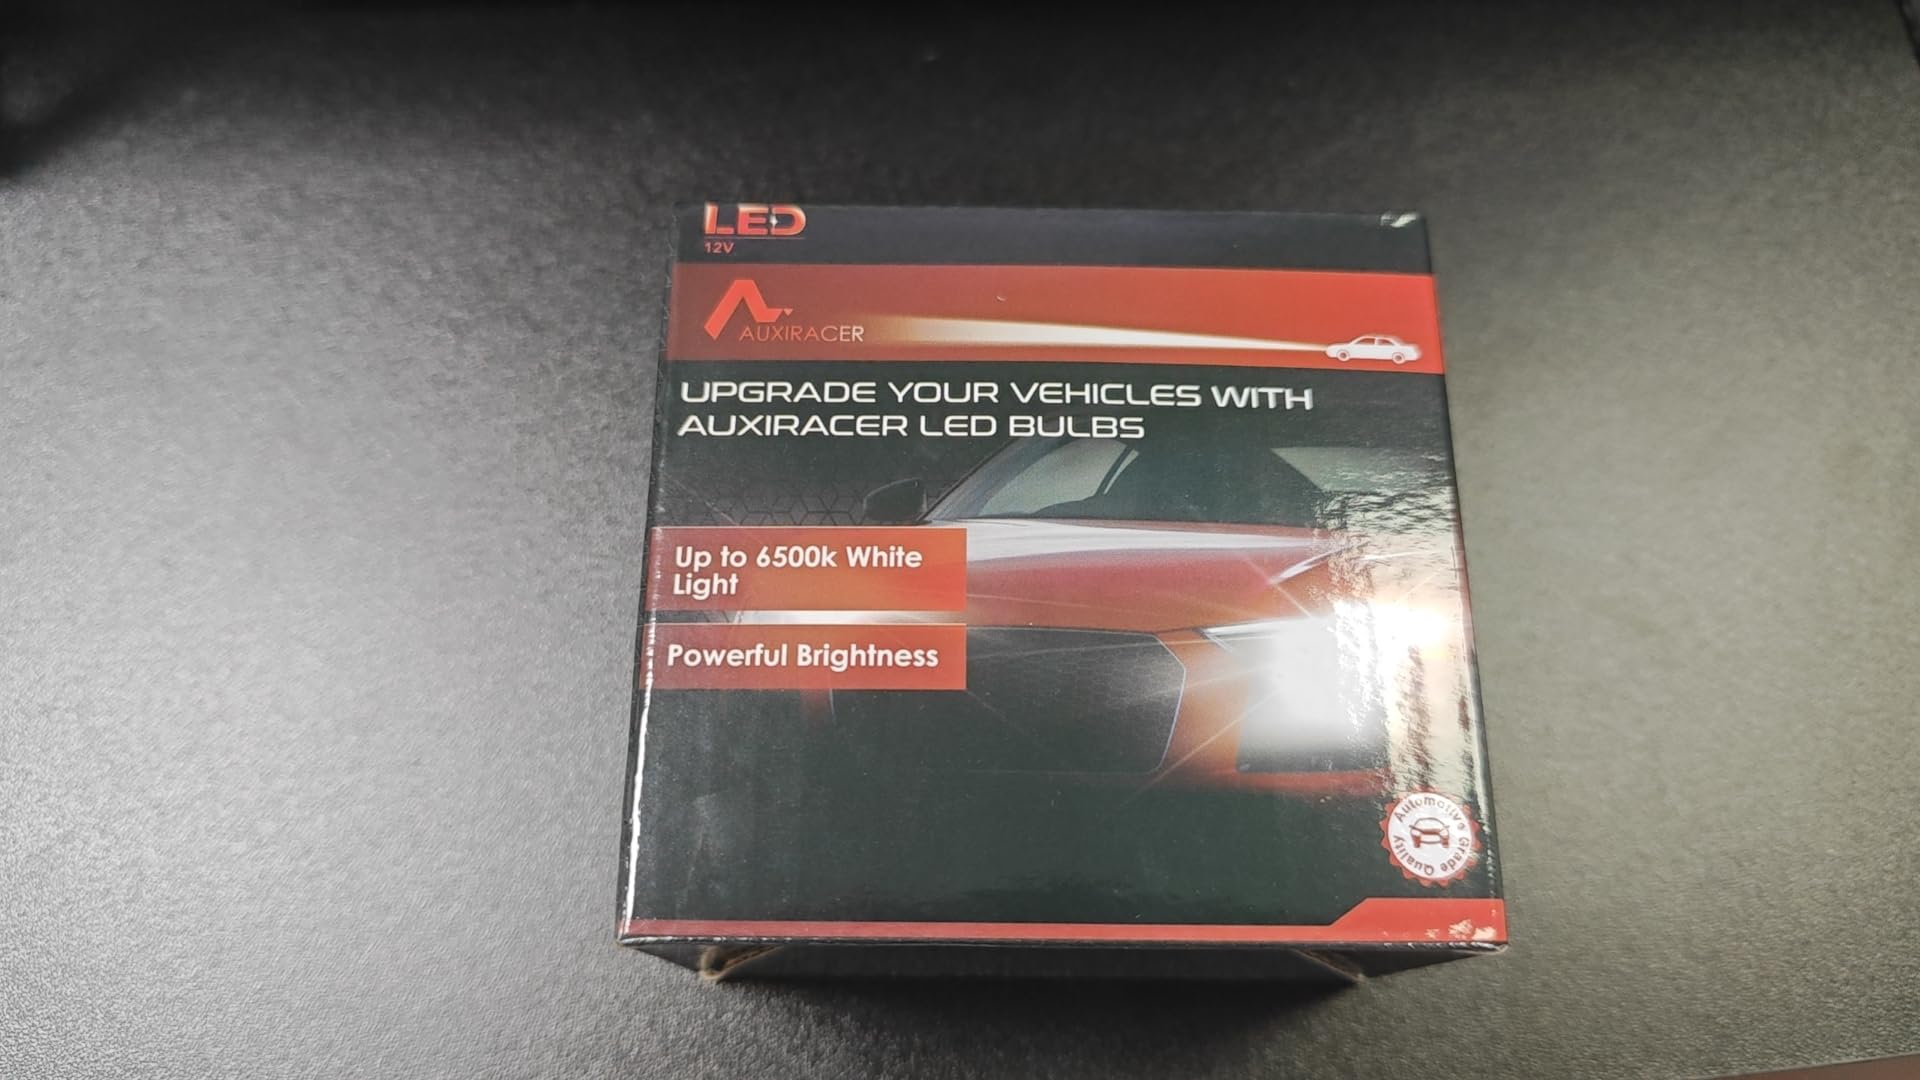 LED
12V
AUXIRACER
UPGRADE YOUR VEHICLES WITH
AUXIRACER LED BULBS
Up to 6500k White
Light
Powerful Brightness
Automotive Grade Quality